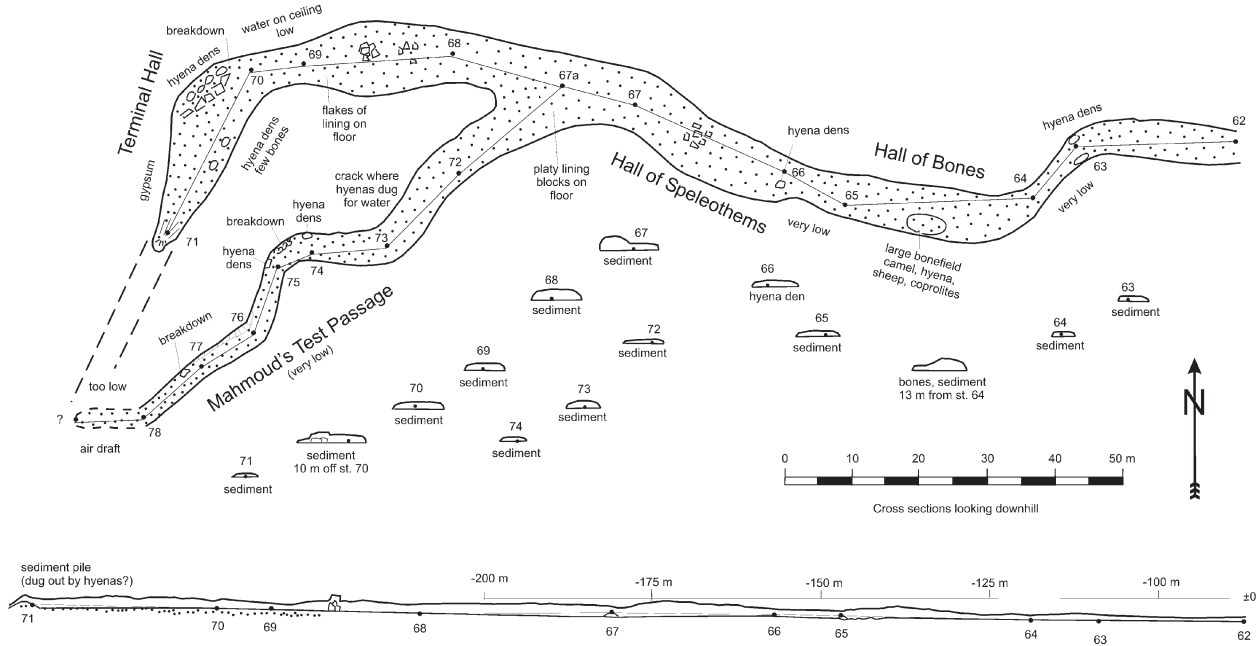 breakdown
water on ceiling
low
hyena dens
Terminal Hall
69
68
70
67a
67
flakes of
lining on
floor
hyena dens
few bones
gypsum
71
crack where
hyenas dug
for water
72
platy lining
blocks on
floor
Hall of Speleothems
hyena dens
66
65
very low
Hall of Bones
hyena dens
62
63
64
very low
large bonefield
camel, hyena,
sheep, coprolites
breakdown
hyena
dens
hyena
dens
73
74
75
76
breakdown
77
Mahmoud's Test Passage
(very low)
too low
?
78
air draft
67
sediment
68
sediment
66
hyena den
63
sediment
72
sediment
65
sediment
64
sediment
69
sediment
bones, sediment
13 m from st. 64
70
sediment
73
sediment
74
sediment
sediment
10 m off st. 70
71
sediment
N
0
10
20
30
40
50 m
Cross sections looking downhill
sediment pile
(dug out by hyenas?)
-200 m
-175 m
-150 m
-125 m
-100 m
±0
71
70
69
68
67
66
65
64
63
62